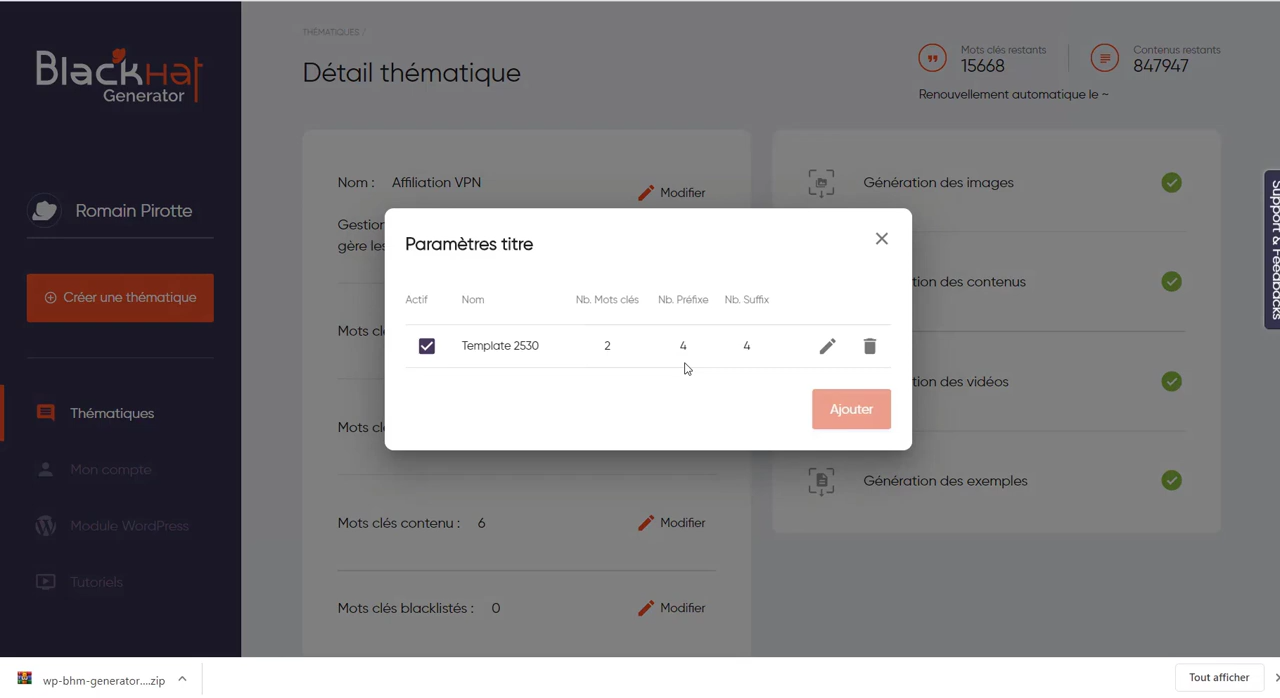 BlackHat
Generator
Romain Pirotte
Créer une thématique
Thématiques
Mon compte
Module WordPress
Tutoriels
THÉMATIQUES /
Détail thématique
Mots clés restants
15668
Contenus restants
847947
Renouvellement automatique le ~
Nom : Affiliation VPN
Modifier
Gestion
gère les
Mots clé
Mots clé
Mots clés contenu : 6
Modifier
Mots clés blacklistés : 0
Modifier
Génération des images
tion des contenus
tion des vidéos
Génération des exemples
Paramètres titre
Actif Nom Nb. Mots clés Nb. Préfixe Nb. Suffix
Template 2530 2 4 4
Ajouter
Support & Feedbacks
wp-bhm-generator....zip
Tout afficher